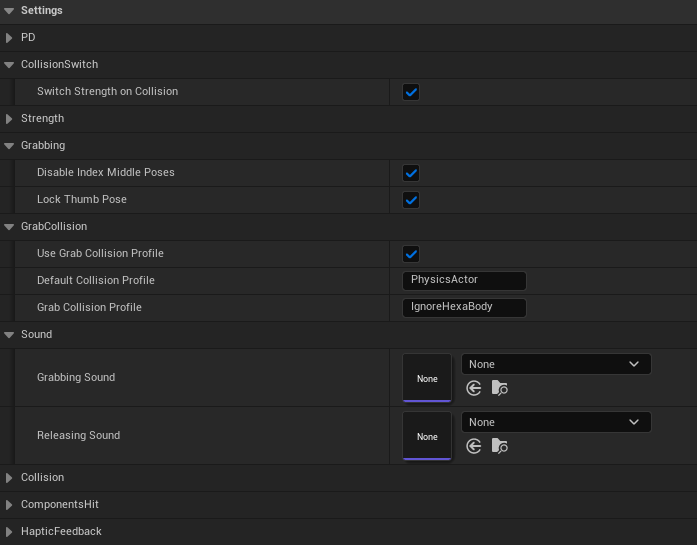 Settings
PD
CollisionSwitch
Switch Strength on Collision
Strength
Grabbing
Disable Index Middle Poses
Lock Thumb Pose
GrabCollision
Use Grab Collision Profile
Default Collision Profile PhysicsActor
Grab Collision Profile IgnoreHexaBody
Sound
Grabbing Sound None None
Releasing Sound None None
Collision
ComponentsHit
HapticFeedback